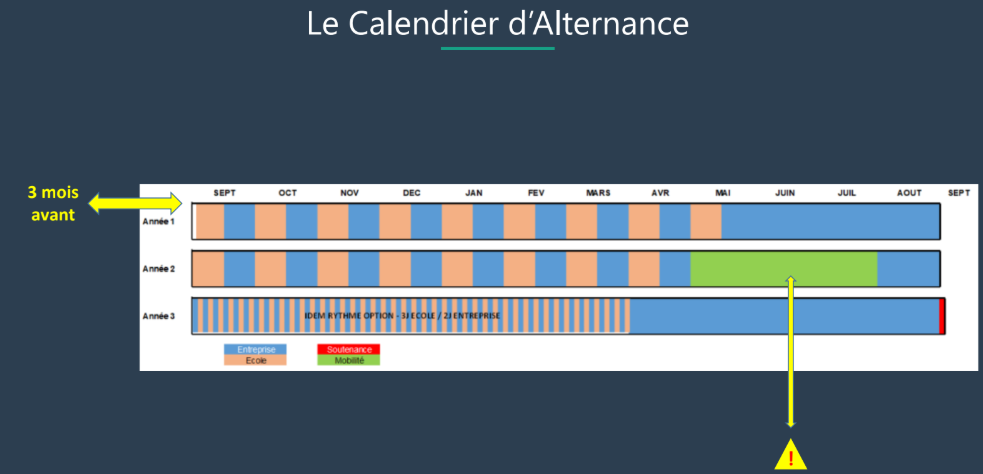 Le Calendrier d'Alternance
3 mois
avant
SEPT OCT NOV DEC JAN FEV MARS AVR MAI JUIN JUIL AOUT SEPT
Année 1
Année 2
Année 3
IDEM RYTHME OPTION - 3J ECOLE / 2J ENTREPRISE
Entreprise Soutenance
Ecole Mobilité
!